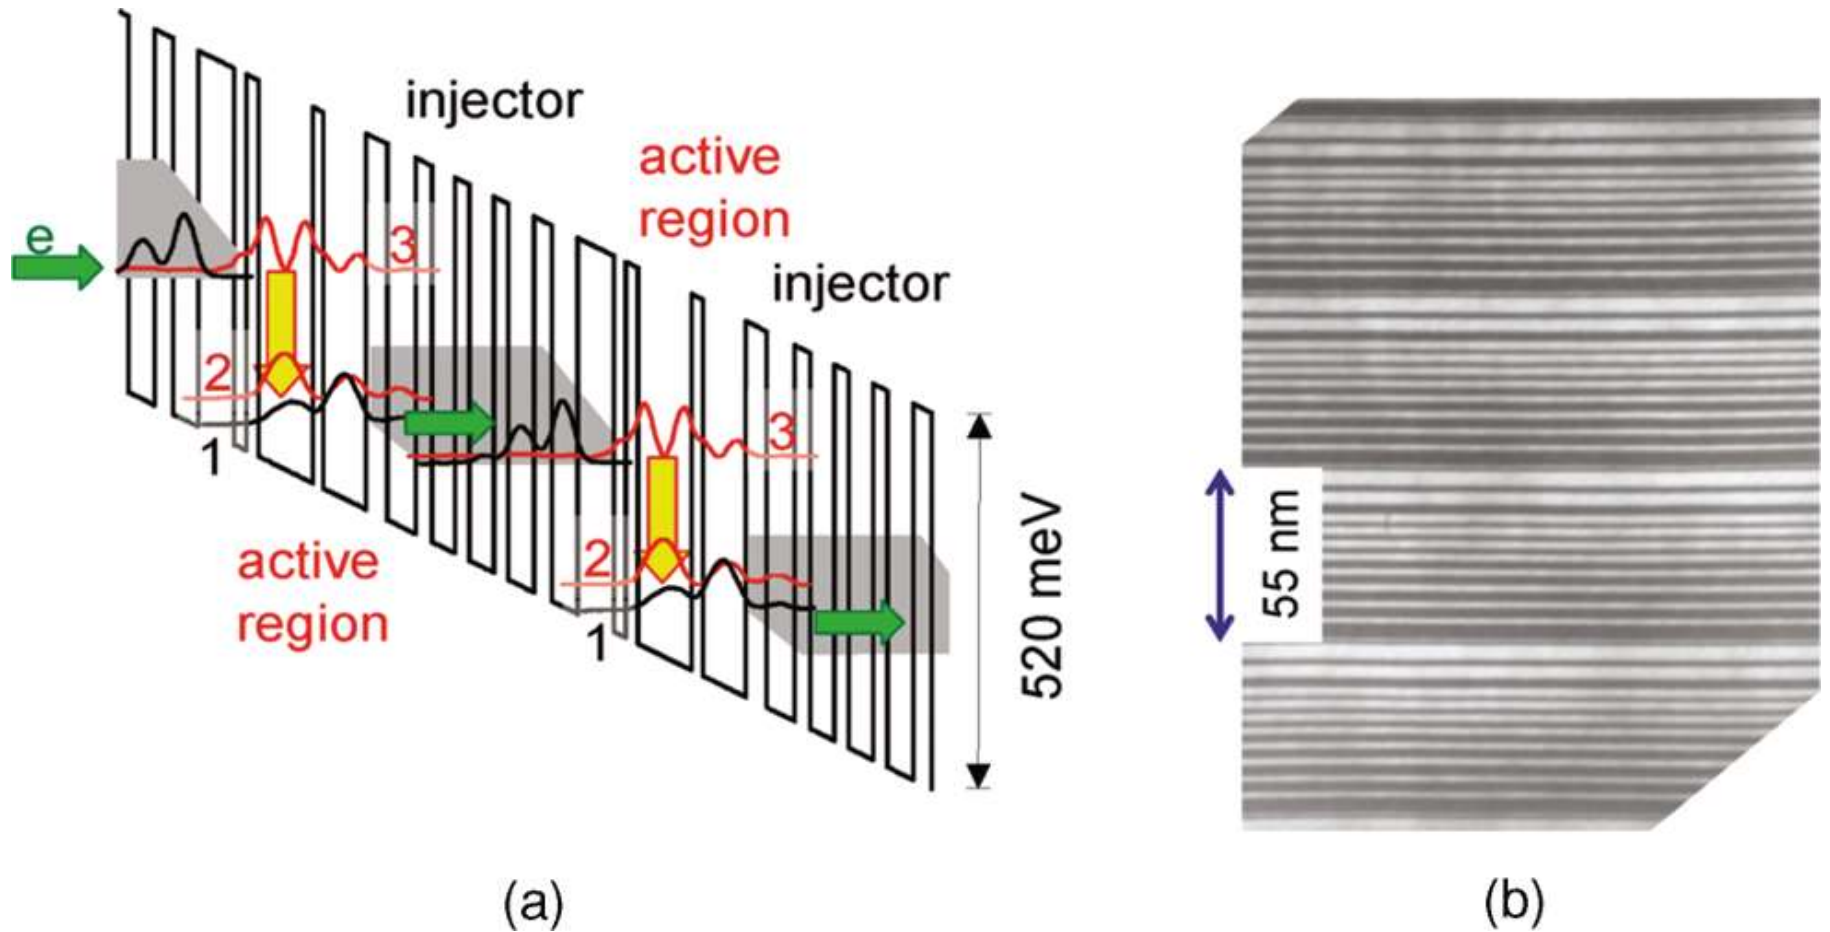 injector
active
region
e
3
injector
2
1
3
active
region
2
1
520 meV
55 nm
(a)
(b)